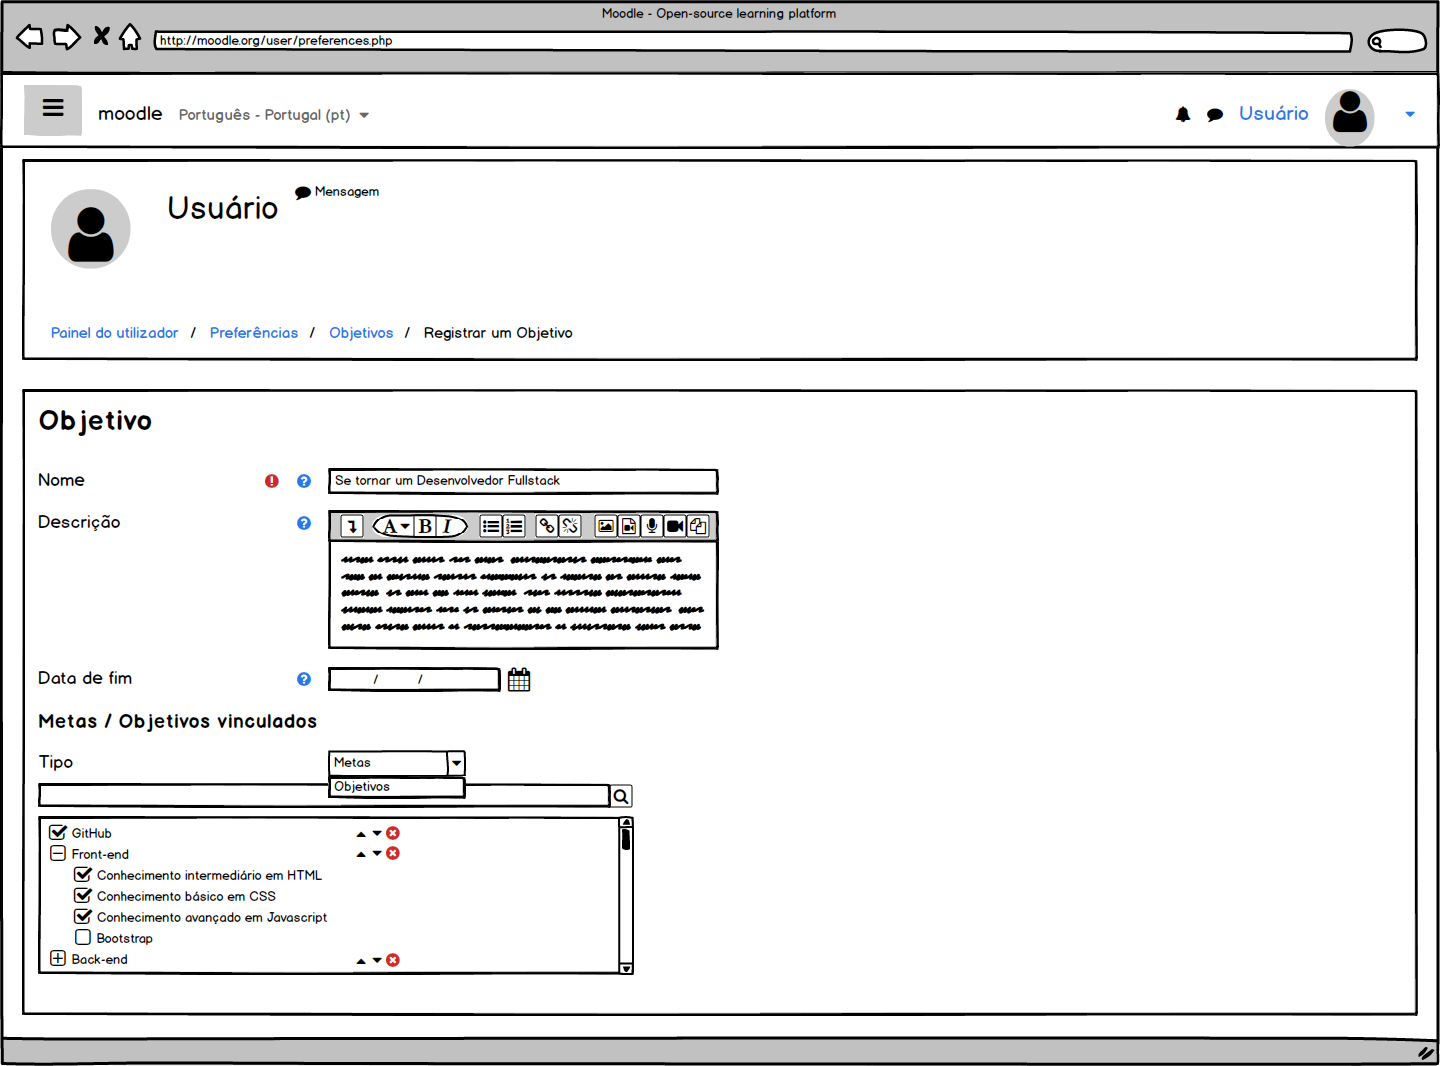 Moodle - Open-source learning platform
http://moodle.org/user/preferences.php
moodle Português - Portugal (pt) Usuário
Usuário Mensagem
Painel do utilizador / Preferências / Objetivos / Registrar um Objetivo
Objetivo
Nome Se tornar um Desenvolvedor Fullstack
Descrição A B I
Data de fim / /
Metas / Objetivos vinculados
Tipo Metas
Objetivos
GitHub
Front-end
Conhecimento intermediário em HTML
Conhecimento básico em CSS
Conhecimento avançado em Javascript
Bootstrap
Back-end